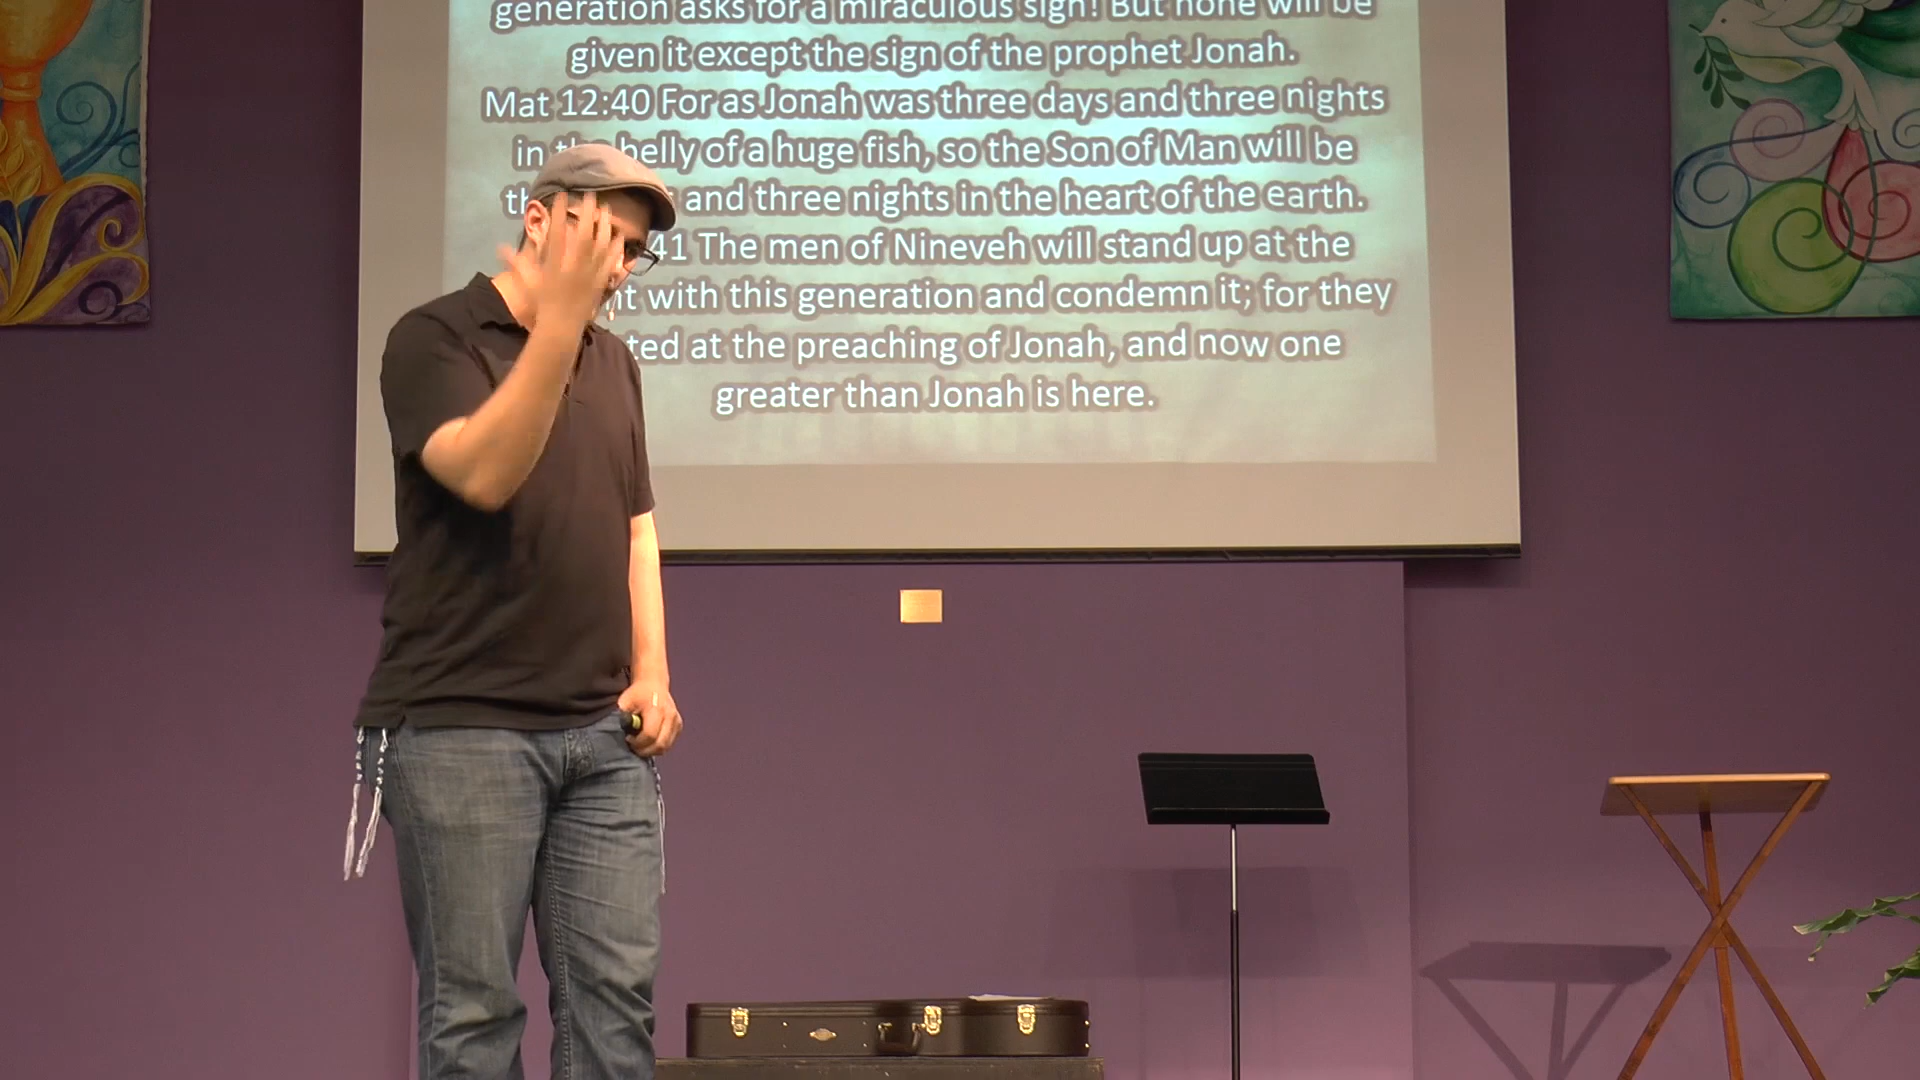 generation asks for a miraculous sign! But none will be
given it except the sign of the prophet Jonah.
Mat 12:40 For as Jonah was three days and three nights
in the belly of a huge fish, so the Son of Man will be
and three nights in the heart of the earth.
41 The men of Nineveh will stand up at the
with this generation and condemn it; for they
at the preaching of Jonah, and now one
greater than Jonah is here.